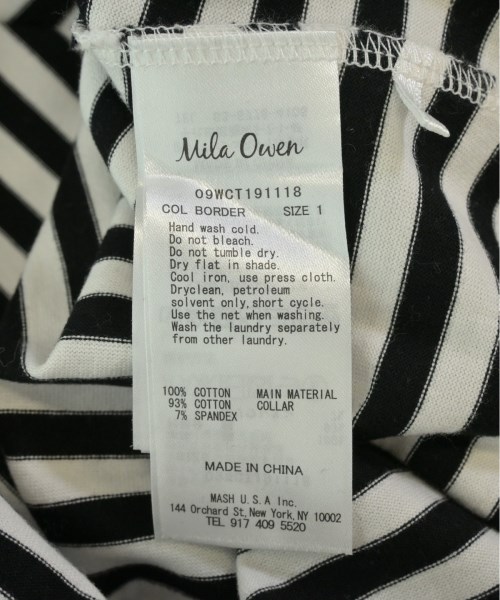 Mila Owen
09WCT191118
COL BORDER SIZE 1
Hand wash cold.
Do not bleach.
Do not tumble dry.
Dry flat in shade.
Cool iron, use press cloth.
Dryclean, petroleum
solvent only, short cycle.
Use the net when washing.
Wash the laundry separately
from other laundry.
100% COTTON MAIN MATERIAL
93% COTTON COLLAR
7% SPANDEX
MADE IN CHINA
MASH U.S.A Inc.
144 Orchard St, New York, NY 10002
TEL 917 409 5520